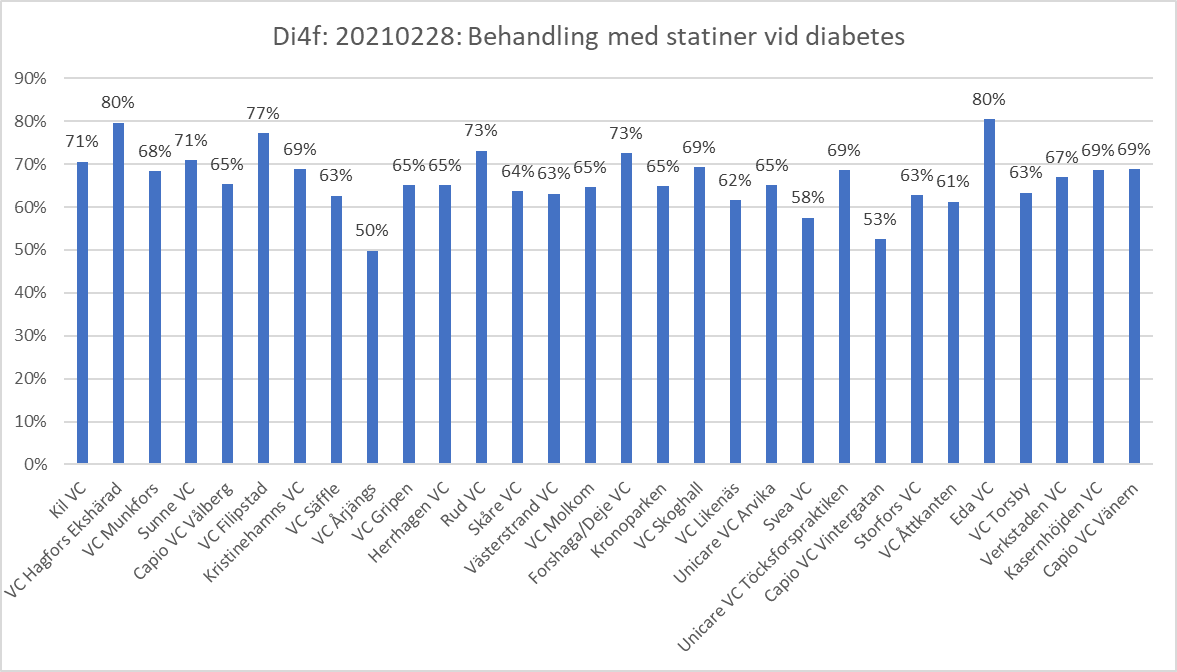 Di4f: 20210228: Behandling med statiner vid diabetes
90%
80%
70%
60%
50%
40%
30%
20%
10%
0%
71%
80%
68%
71%
65%
77%
69%
63%
50%
65%
65%
73%
64%
63%
65%
73%
65%
69%
62%
65%
58%
69%
53%
63%
61%
80%
63%
67%
69%
69%
Kil VC
VC Hagfors Ekshärad
VC Munkfors
Sunne VC
Capio VC Vålberg
VC Filipstad
Kristinehamns VC
VC Säffle
VC Årjängs
VC Gripen
Herrhagen VC
Rud VC
Skåre VC
Västerstrand VC
VC Molkom
Forshaga/Deje VC
Kronoparken
VC Skoghall
VC Likenäs
Unicare VC Arvika
Svea VC
Unicare VC Töcksforspraktiken
Capio VC Vintergatan
Storfors VC
VC Åttkanten
Eda VC
VC Torsby
Verkstaden VC
Kasernhöjden VC
Capio VC Vänern